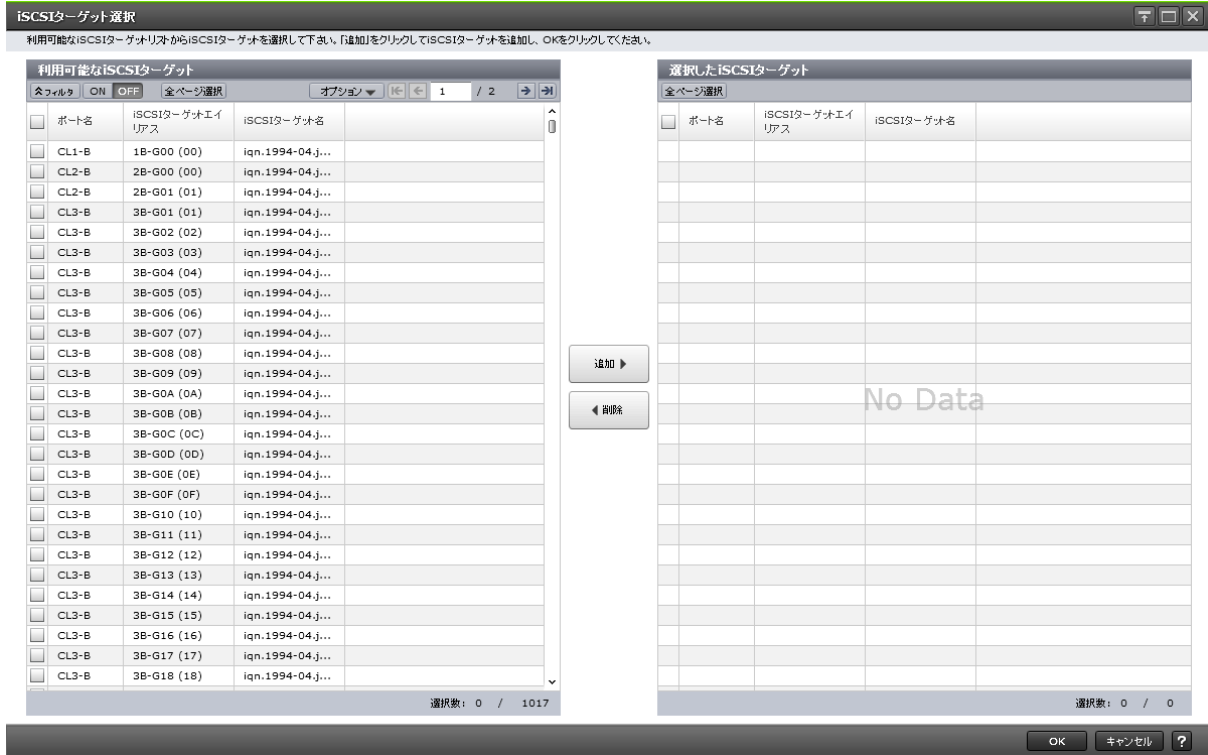 iSCSIターゲット選択
利用可能なiSCSIターゲットリストからiSCSIターゲットを選択して下さい。「追加」をクリックしてiSCSIターゲットを追加し、OKをクリックしてください。
利用可能なiSCSIターゲット
フィルタ ON OFF 全ページ選択 オプション 1 / 2
ポート名 iSCSIターゲットエイリアス iSCSIターゲット名
CL1-B 1B-G00 (00) iqn.1994-04.j...
CL2-B 2B-G00 (00) iqn.1994-04.j...
CL2-B 2B-G01 (01) iqn.1994-04.j...
CL3-B 3B-G01 (01) iqn.1994-04.j...
CL3-B 3B-G02 (02) iqn.1994-04.j...
CL3-B 3B-G03 (03) iqn.1994-04.j...
CL3-B 3B-G04 (04) iqn.1994-04.j...
CL3-B 3B-G05 (05) iqn.1994-04.j...
CL3-B 3B-G06 (06) iqn.1994-04.j...
CL3-B 3B-G07 (07) iqn.1994-04.j...
CL3-B 3B-G08 (08) iqn.1994-04.j...
CL3-B 3B-G09 (09) iqn.1994-04.j...
CL3-B 3B-G0A (0A) iqn.1994-04.j...
CL3-B 3B-G0B (0B) iqn.1994-04.j...
CL3-B 3B-G0C (0C) iqn.1994-04.j...
CL3-B 3B-G0D (0D) iqn.1994-04.j...
CL3-B 3B-G0E (0E) iqn.1994-04.j...
CL3-B 3B-G0F (0F) iqn.1994-04.j...
CL3-B 3B-G10 (10) iqn.1994-04.j...
CL3-B 3B-G11 (11) iqn.1994-04.j...
CL3-B 3B-G12 (12) iqn.1994-04.j...
CL3-B 3B-G13 (13) iqn.1994-04.j...
CL3-B 3B-G14 (14) iqn.1994-04.j...
CL3-B 3B-G15 (15) iqn.1994-04.j...
CL3-B 3B-G16 (16) iqn.1994-04.j...
CL3-B 3B-G17 (17) iqn.1994-04.j...
CL3-B 3B-G18 (18) iqn.1994-04.j...
選択数: 0 / 1017
追加
削除
選択したiSCSIターゲット
全ページ選択
ポート名 iSCSIターゲットエイリアス iSCSIターゲット名
No Data
選択数: 0 / 0
OK キャンセル ?